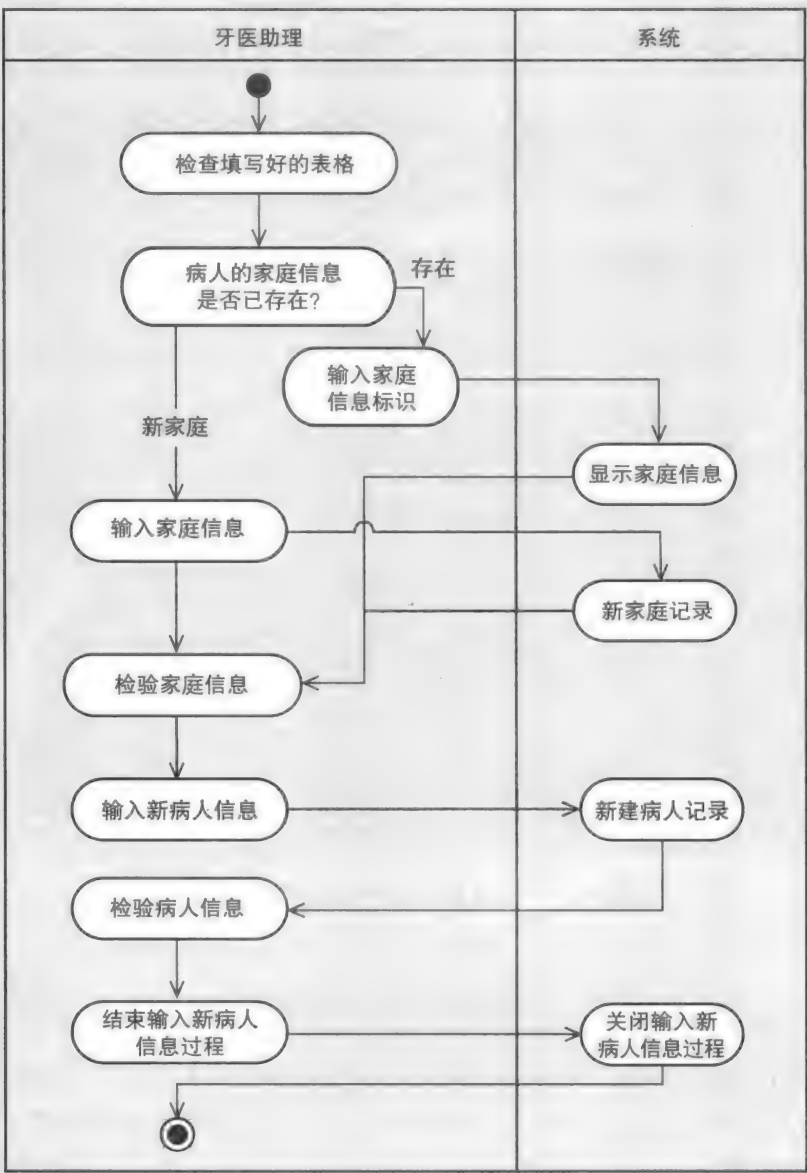 牙医助理
系统
检查填写好的表格
病人的家庭信息
是否已存在?
存在
输入家庭
信息标识
新家庭
显示家庭信息
输入家庭信息
新家庭记录
检验家庭信息
输入新病人信息
新建病人记录
检验病人信息
结束输入新病人
信息过程
关闭输入新
病人信息过程